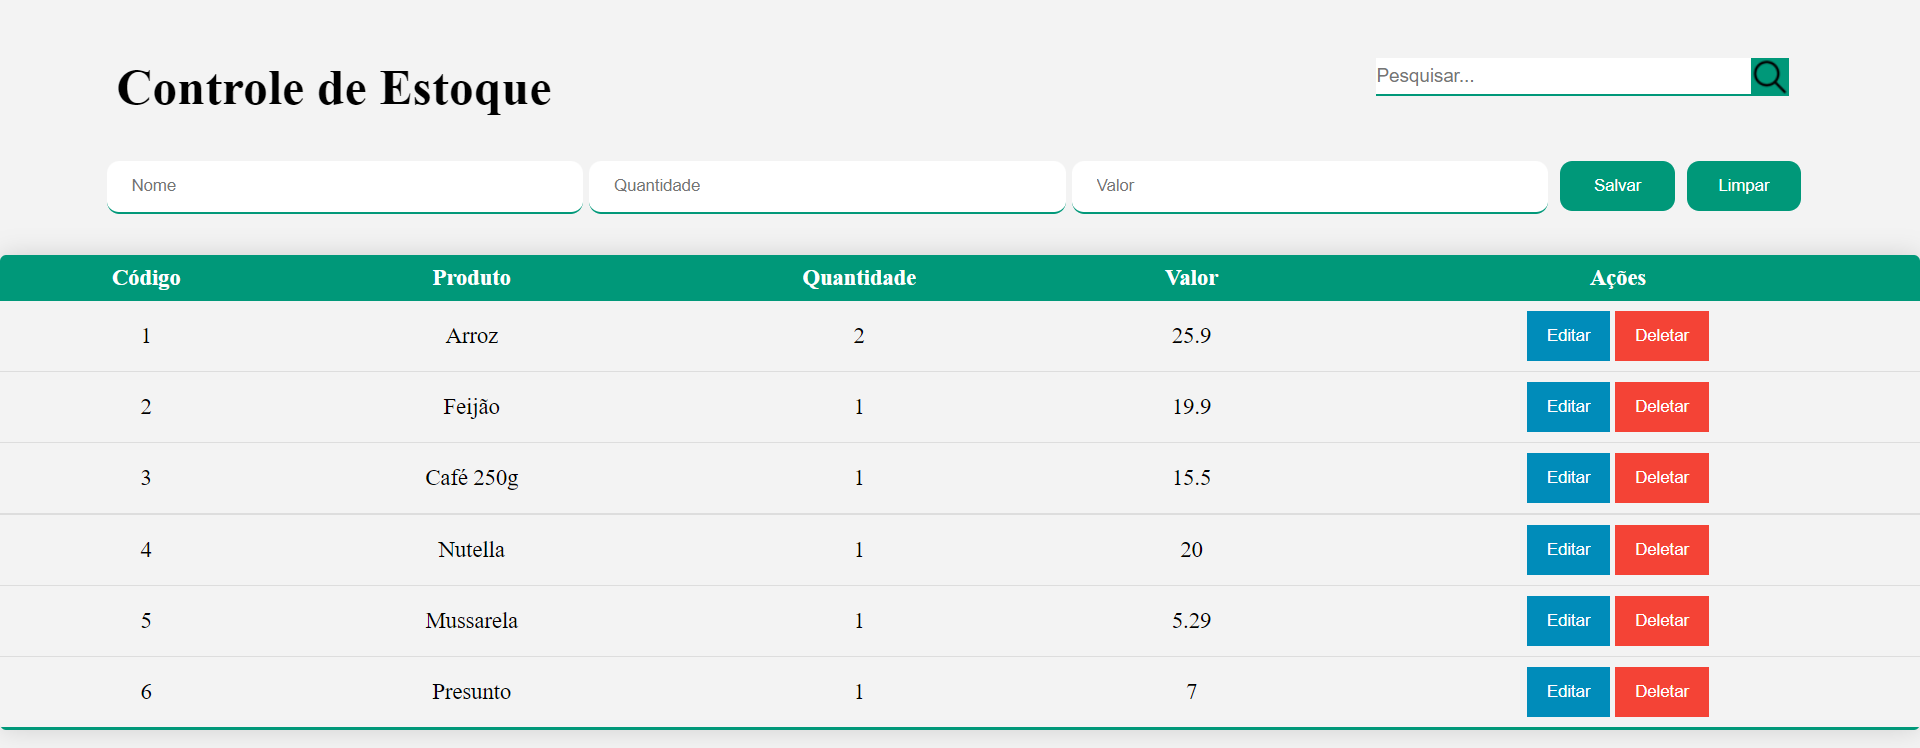 Controle de Estoque
Pesquisar...
Nome Quantidade Valor Salvar Limpar
Código Produto Quantidade Valor Ações
1 Arroz 2 25.9 Editar Deletar
2 Feijão 1 19.9 Editar Deletar
3 Café 250g 1 15.5 Editar Deletar
4 Nutella 1 20 Editar Deletar
5 Mussarela 1 5.29 Editar Deletar
6 Presunto 1 7 Editar Deletar